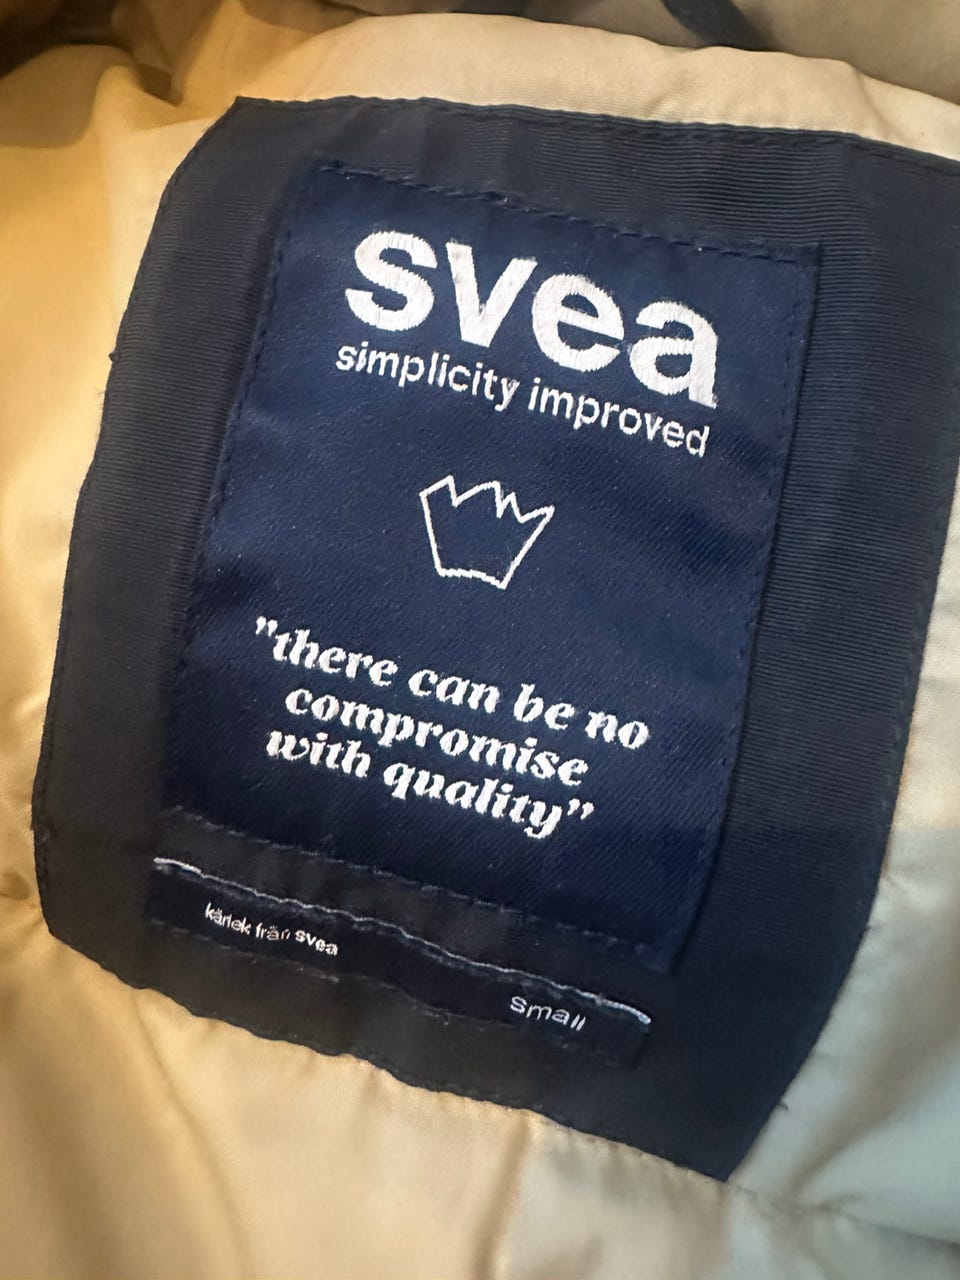 svea
simplicity improved
"there can be no
compromise
with quality"
kärlek från svea
Small